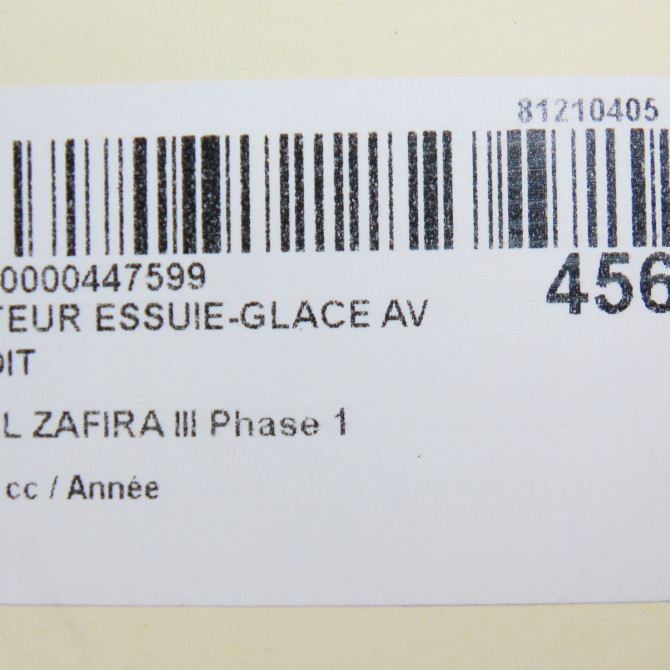 81210405
0000447599
456
TEUR ESSUIE-GLACE AV
OIT
L ZAFIRA III Phase 1
cc / Année